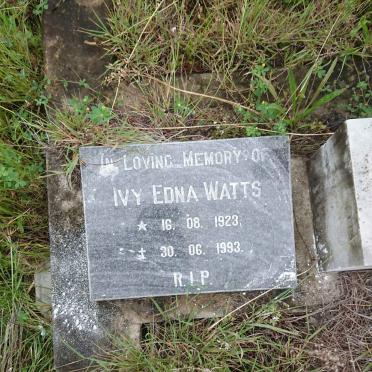 IN LOVING MEMORY OF
IVY EDNA WATTS
* 16. 08. 1923.
+ 30. 06. 1993.
R.I.P